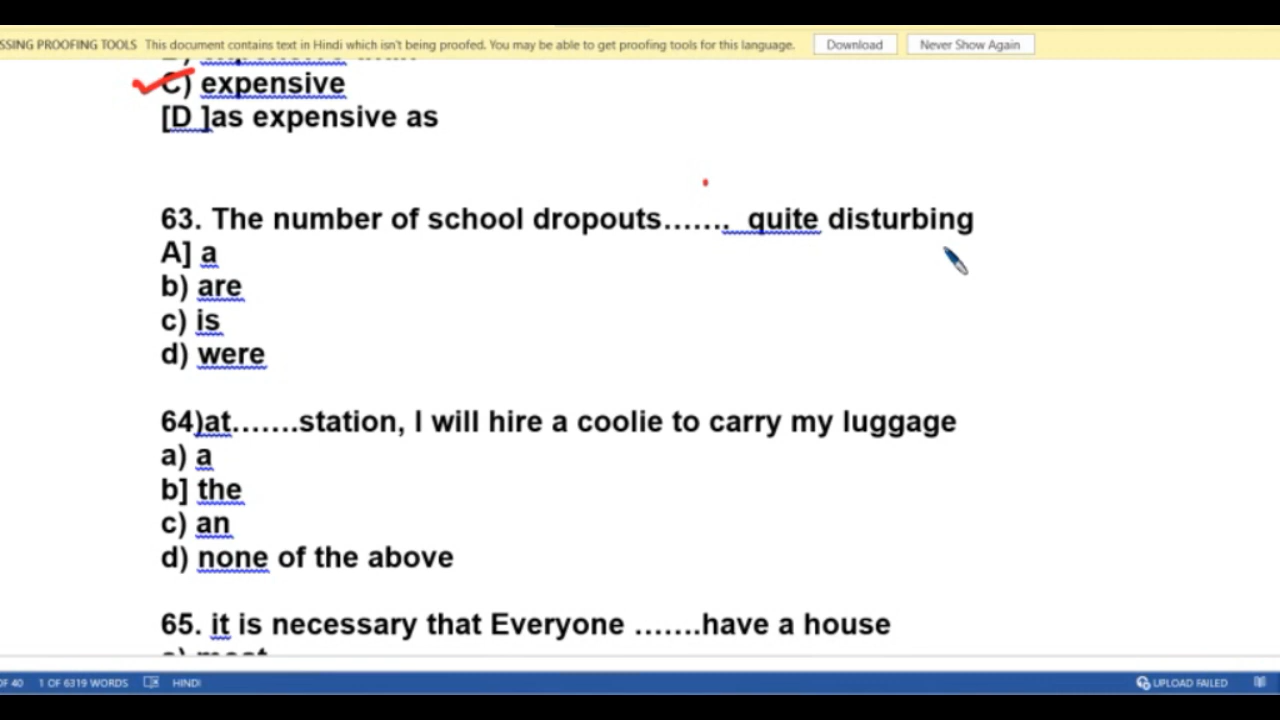 SSING PROOFING TOOLS This document contains text in Hindi which isn't being proofed. You may be able to get proofing tools for this language. Download Never Show Again
C) expensive
[D ]as expensive as
63. The number of school dropouts……. quite disturbing
A] a
b) are
c) is
d) were
64)at…….station, I will hire a coolie to carry my luggage
a) a
b] the
c) an
d) none of the above
65. it is necessary that Everyone …….have a house
OF 40 1 OF 6319 WORDS HINDI UPLOAD FAILED